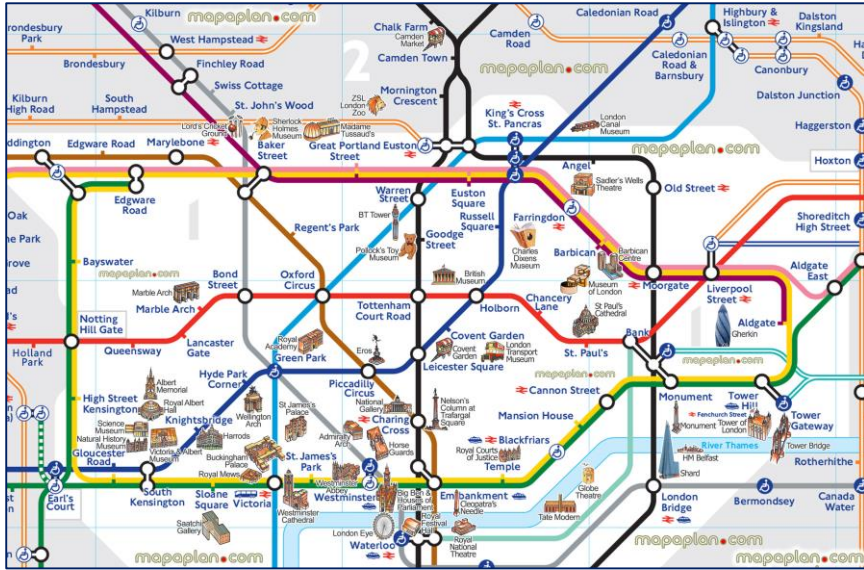 Kilburn
mapaplan.com
Chalk Farm
Camden
Market
Camden Town
Caledonian Road
Highbury &
Islington
Dalston
Kingsland
Brondesbury
Park
West Hampstead
Camden
Road
Caledonian
Road &
Barnsbury
Canonbury
Brondesbury
Finchley Road
Swiss Cottage
2
mapaplan.com
Dalston Junction
Kilburn
High Road
South
Hampstead
St. John's Wood
ZSL
London
Zoo
Mornington
Crescent
King's Cross
St. Pancras
London
Canal
Museum
Haggerston
Lord's Cricket
Ground
Sherlock
Holmes
Museum
Madame
Tussaud's
mapaplan.com
Edgware Road
Marylebone
Baker
Street
Great Portland
Street
Euston
Angel
Hoxton
Sadler's Wells
Theatre
Old Street
Edgware
Road
Warren
Street
Euston
Square
Farringdon
Shoreditch
High Street
Oak
Regent's Park
BT Tower
Russell
Square
Barbican
Barbican
Centre
1
Pollock's Toy
Museum
Goodge
Street
Charles
Dickens
Museum
Bayswater
mapaplan.com
Bond
Street
Oxford
Circus
British
Museum
Museum
of London
Moorgate
Liverpool
Street
Aldgate
East
Marble Arch
Marble Arch
Tottenham
Court Road
Holborn
Chancery
Lane
St Paul's
Cathedral
Notting
Hill Gate
Queensway
Lancaster
Gate
Royal
Academy
Green Park
Eros
Covent Garden
Covent
Garden
London
Transport
Museum
St. Paul's
Bank
Gherkin
Aldgate
Holland
Park
Hyde Park
Corner
Piccadilly
Circus
Leicester Square
mapaplan.com
mapaplan.com
High Street
Kensington
Albert
Memorial
Royal Albert
Hall
Knightsbridge
Wellington
Arch
St James's
Palace
National
Gallery
Charing
Cross
Nelson's
Column at
Trafalgar
Square
Cannon Street
Mansion House
Monument
Tower
Hill
Fenchurch Street
Tower
Gateway
Science
Museum
Natural History
Museum
Victoria & Albert
Museum
Harrods
Admiralty
Arch
Horse
Guards
Blackfriars
Royal Courts
of Justice
Temple
Monument
Tower of
London
Tower Bridge
River Thames
Gloucester
Road
Buckingham
Palace
Royal Mews
St. James's
Park
Westminster
Abbey
HM Belfast
Shard
Rotherhithe
Earl's
Court
South
Kensington
Sloane
Square
Victoria
Westminster
Cathedral
Westminster
Big Ben &
Houses of
Parliament
Embankment
Cleopatra's
Needle
Globe
Theatre
Tate Modern
London
Bridge
Bermondsey
Canada
Water
Saatchi
Gallery
London Eye
Waterloo
Royal
Festival
Hall
Royal
National
Theatre
mapaplan.com
mapaplan.com
mapaplan.com